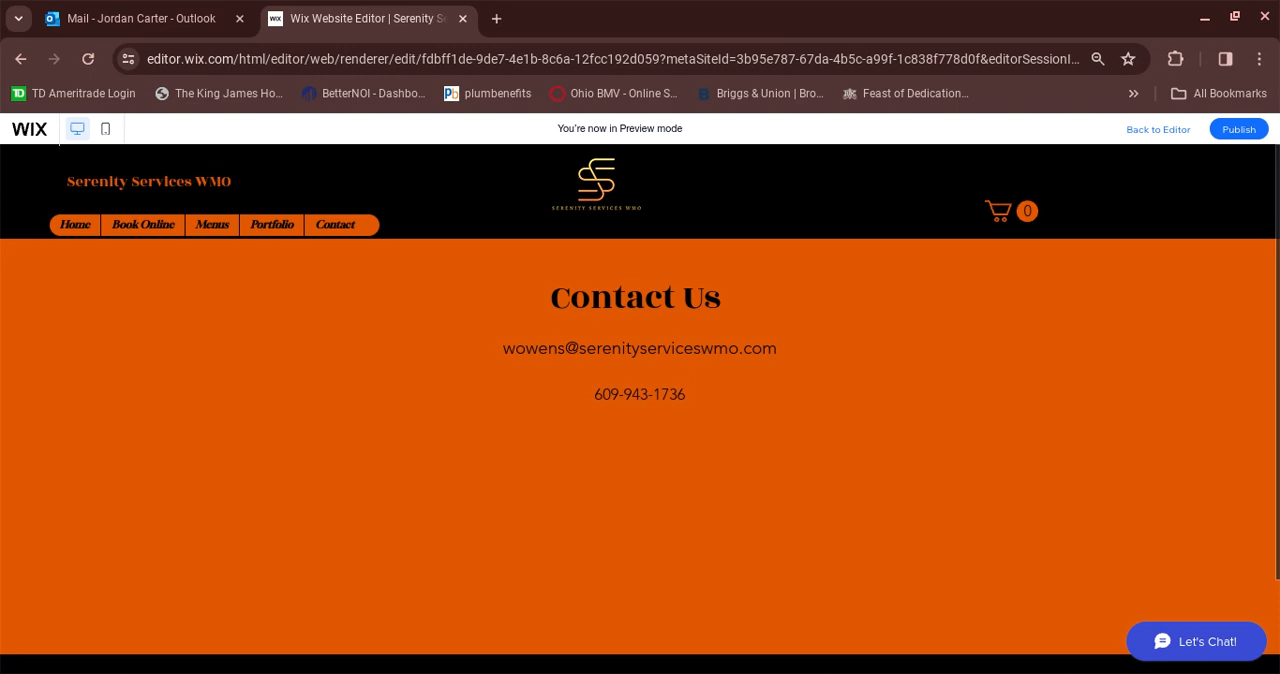 Mail - Jordan Carter - Outlook
Wix Website Editor | Serenity Se
editor.wix.com/html/editor/web/renderer/edit/fdbff1de-9de7-4e1b-8c6a-12fcc192d059?metaSiteId=3b95e787-67da-4b5c-a99f-1c838f778d0f&editorSessionI...
TD Ameritrade Login
The King James Ho...
BetterNOI - Dashbo...
plumbenefits
Ohio BMV - Online S...
Briggs & Union | Bro...
Feast of Dedication...
All Bookmarks
WIX
You're now in Preview mode
Back to Editor
Publish
Serenity Services WMO
SERENITY SERVICES WMO
0
Home
Book Online
Menus
Portfolio
Contact
Contact Us
wowens@serenityserviceswmo.com
609-943-1736
Let's Chat!